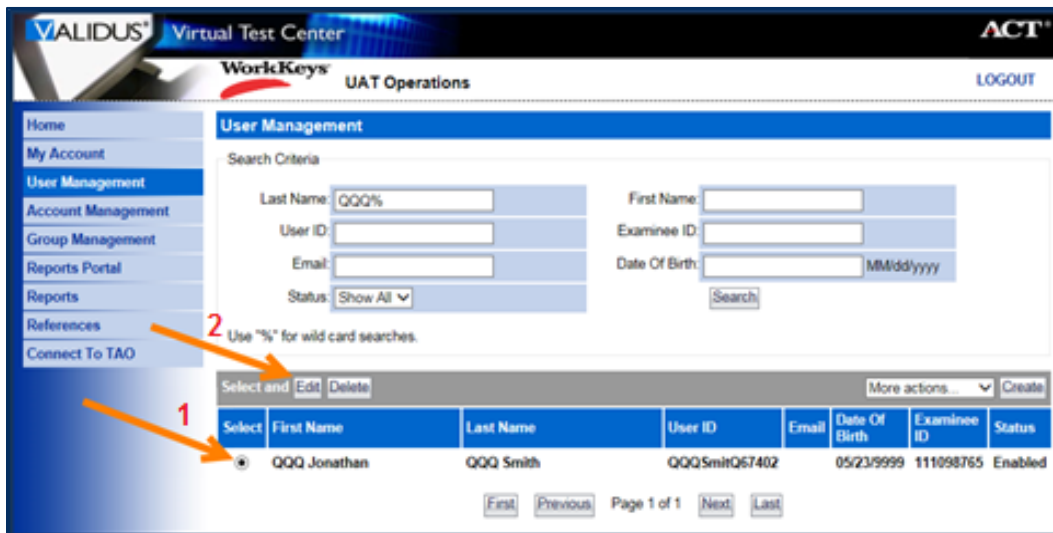 VALIDUS® Virtual Test Center ACT®
WorkKeys® UAT Operations LOGOUT
Home
My Account
User Management
Account Management
Group Management
Reports Portal
Reports
References
Connect To TAO
User Management
Search Criteria
Last Name: QQQ% First Name:
User ID: Examinee ID:
Email: Date Of Birth: MM/dd/yyyy
Status: Show All Search
2
Use "%" for wild card searches.
Select and Edit Delete More actions... Create
1
Select First Name Last Name User ID Email Date Of Birth Examinee ID Status
QQQ Jonathan QQQ Smith QQQSmitQ67402 05/23/9999 111098765 Enabled
First Previous Page 1 of 1 Next Last